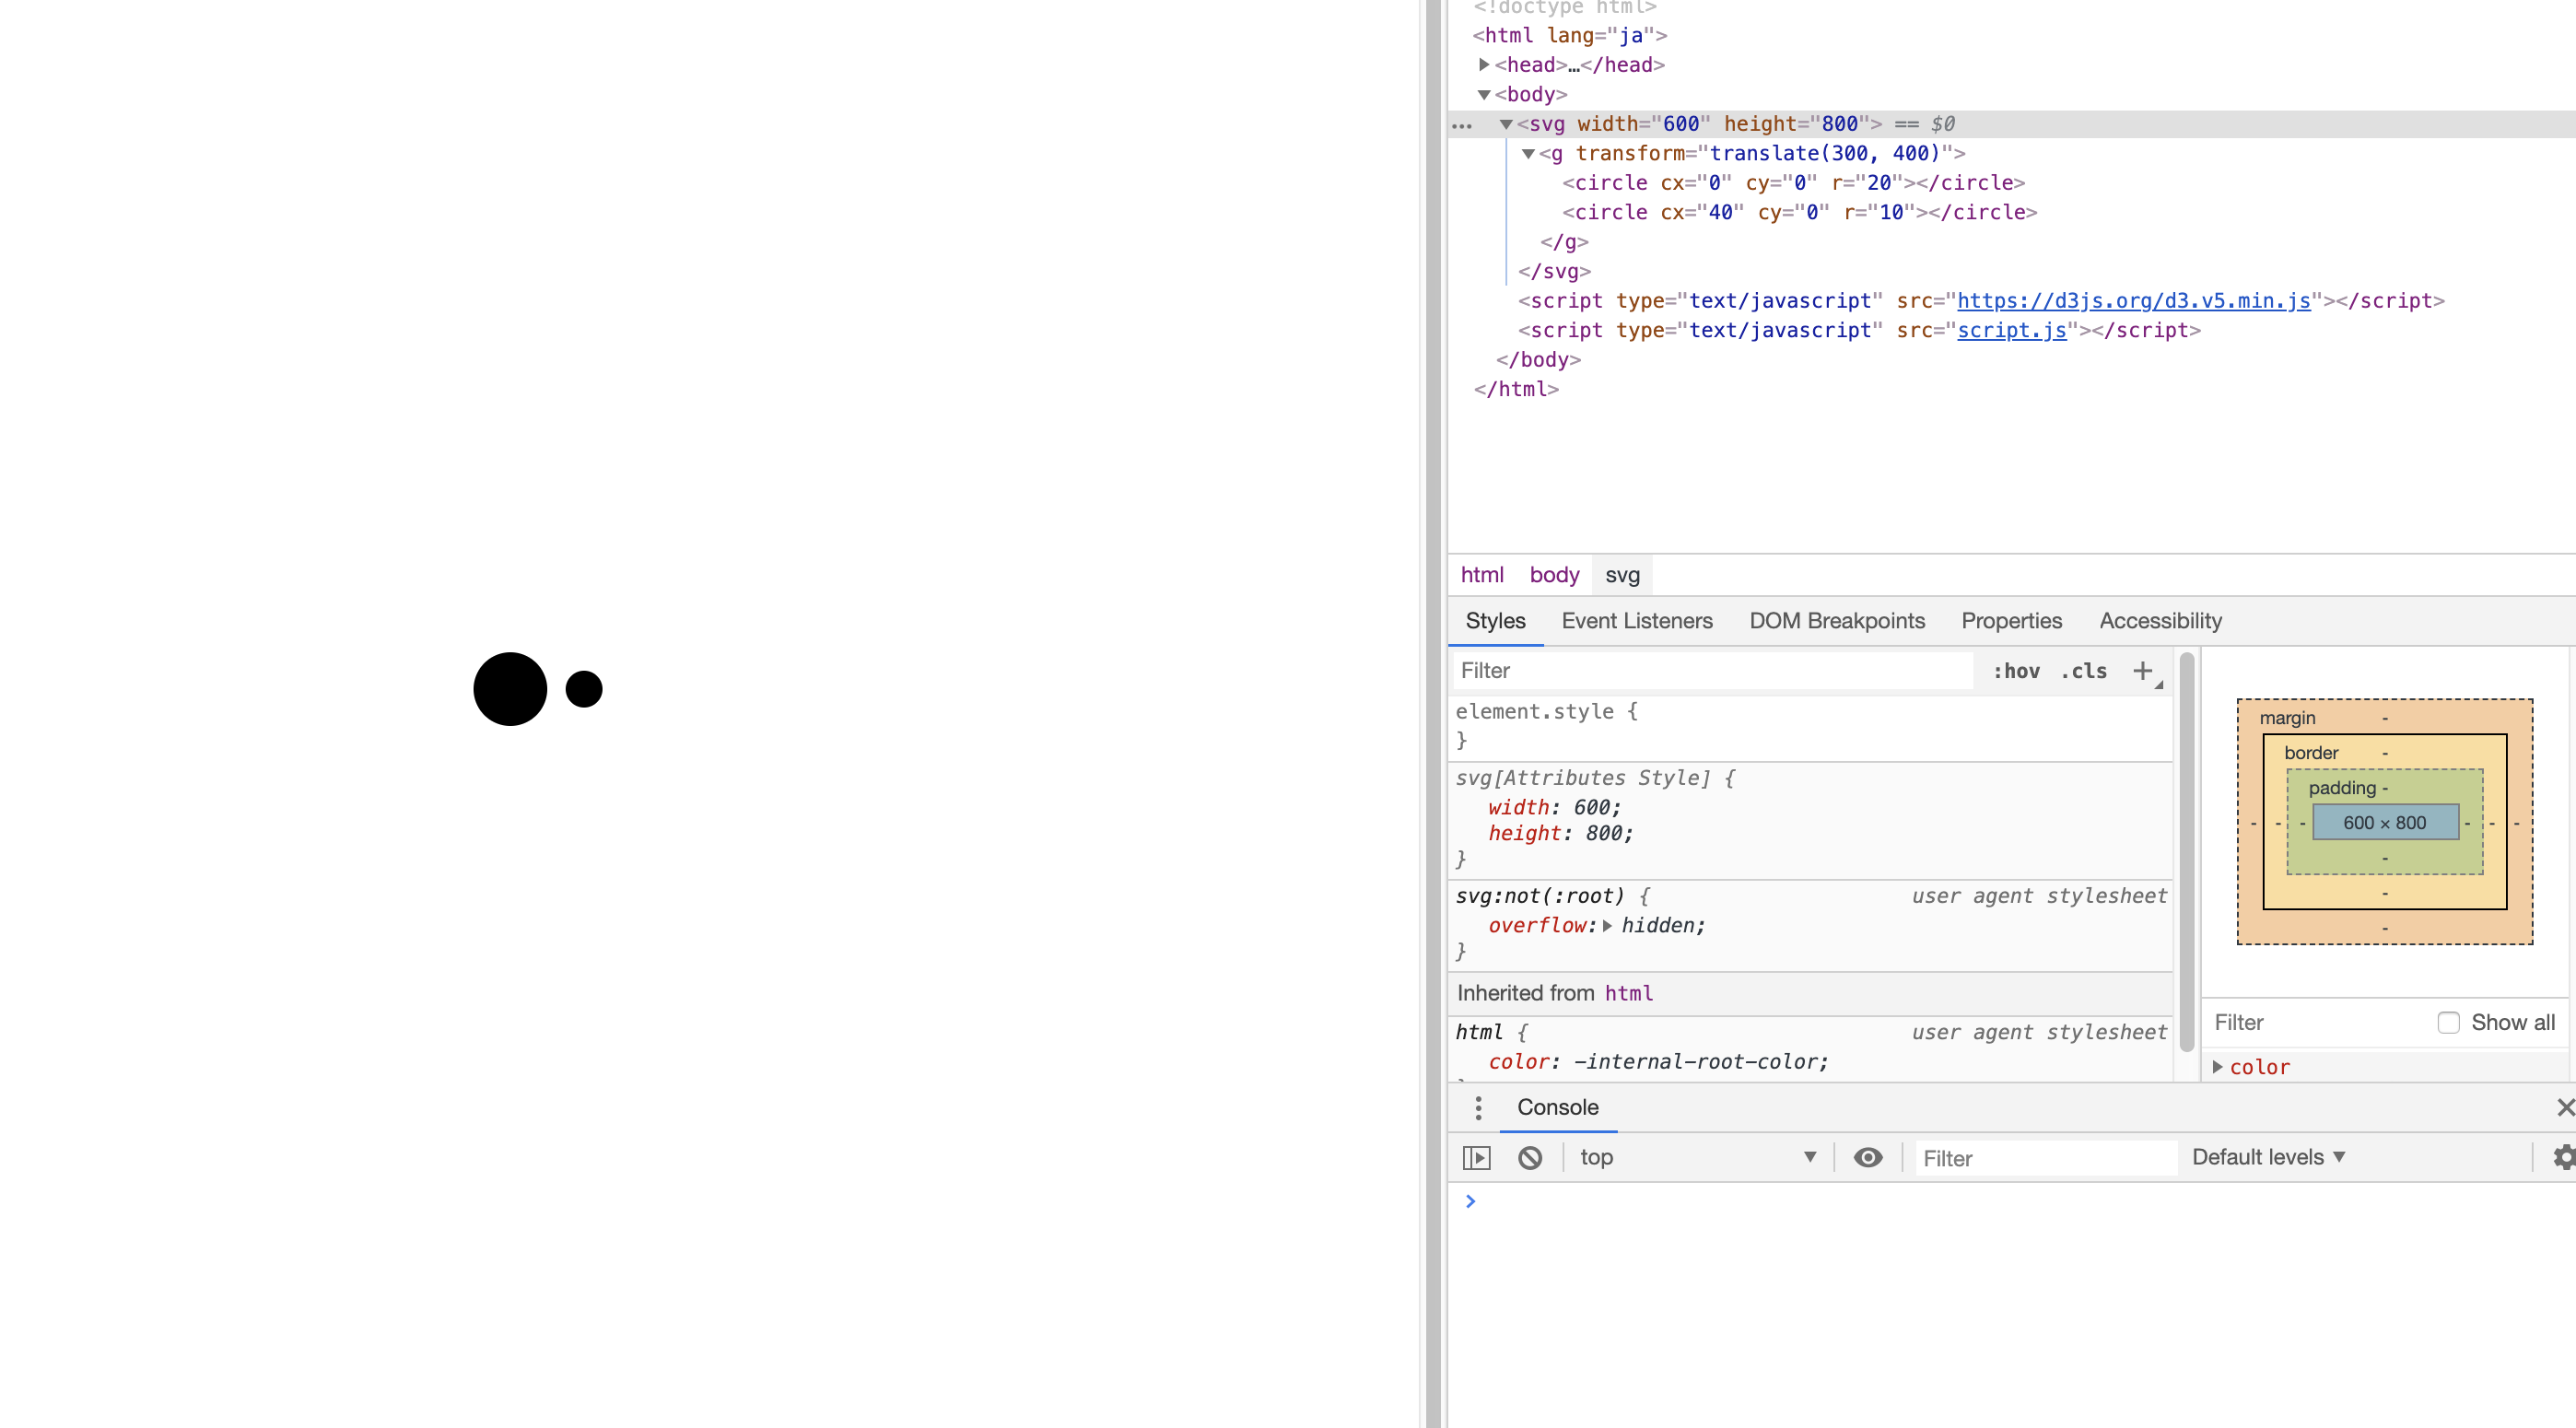 <!doctype html>
<html lang="ja">
<head>…</head>
<body>
<svg width="600" height="800"> == $0
<g transform="translate(300, 400)">
<circle cx="0" cy="0" r="20"></circle>
<circle cx="40" cy="0" r="10"></circle>
</g>
</svg>
<script type="text/javascript" src="https://d3js.org/d3.v5.min.js"></script>
<script type="text/javascript" src="script.js"></script>
</body>
</html>
html body svg
Styles Event Listeners DOM Breakpoints Properties Accessibility
Filter :hov .cls +
element.style {
}
svg[Attributes Style] {
width: 600;
height: 800;
}
svg:not(:root) { user agent stylesheet
overflow: hidden;
}
Inherited from html
html { user agent stylesheet
color: -internal-root-color;
margin -
border -
padding -
- - - 600 × 800 - - -
-
-
-
Filter Show all
color
Console
top Filter Default levels